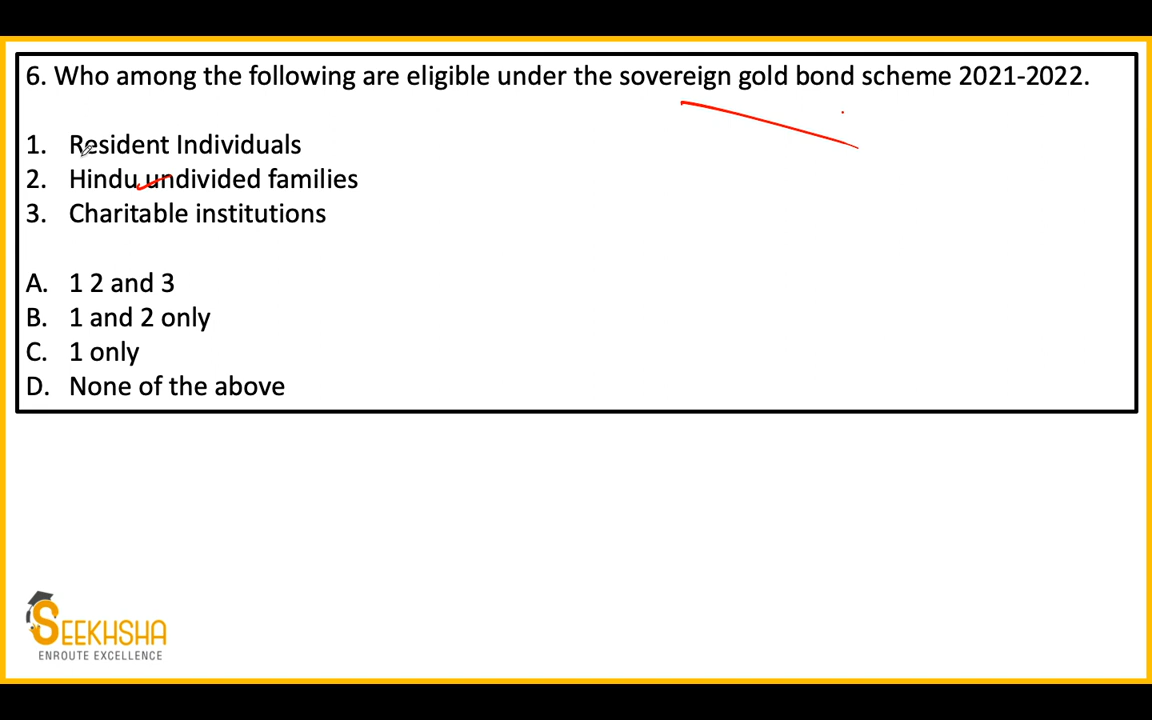 6. Who among the following are eligible under the sovereign gold bond scheme 2021-2022.
1. Resident Individuals
2. Hindu undivided families
3. Charitable institutions
A. 1 2 and 3
B. 1 and 2 only
C. 1 only
D. None of the above
SEEKHSHA
ENROUTE EXCELLENCE